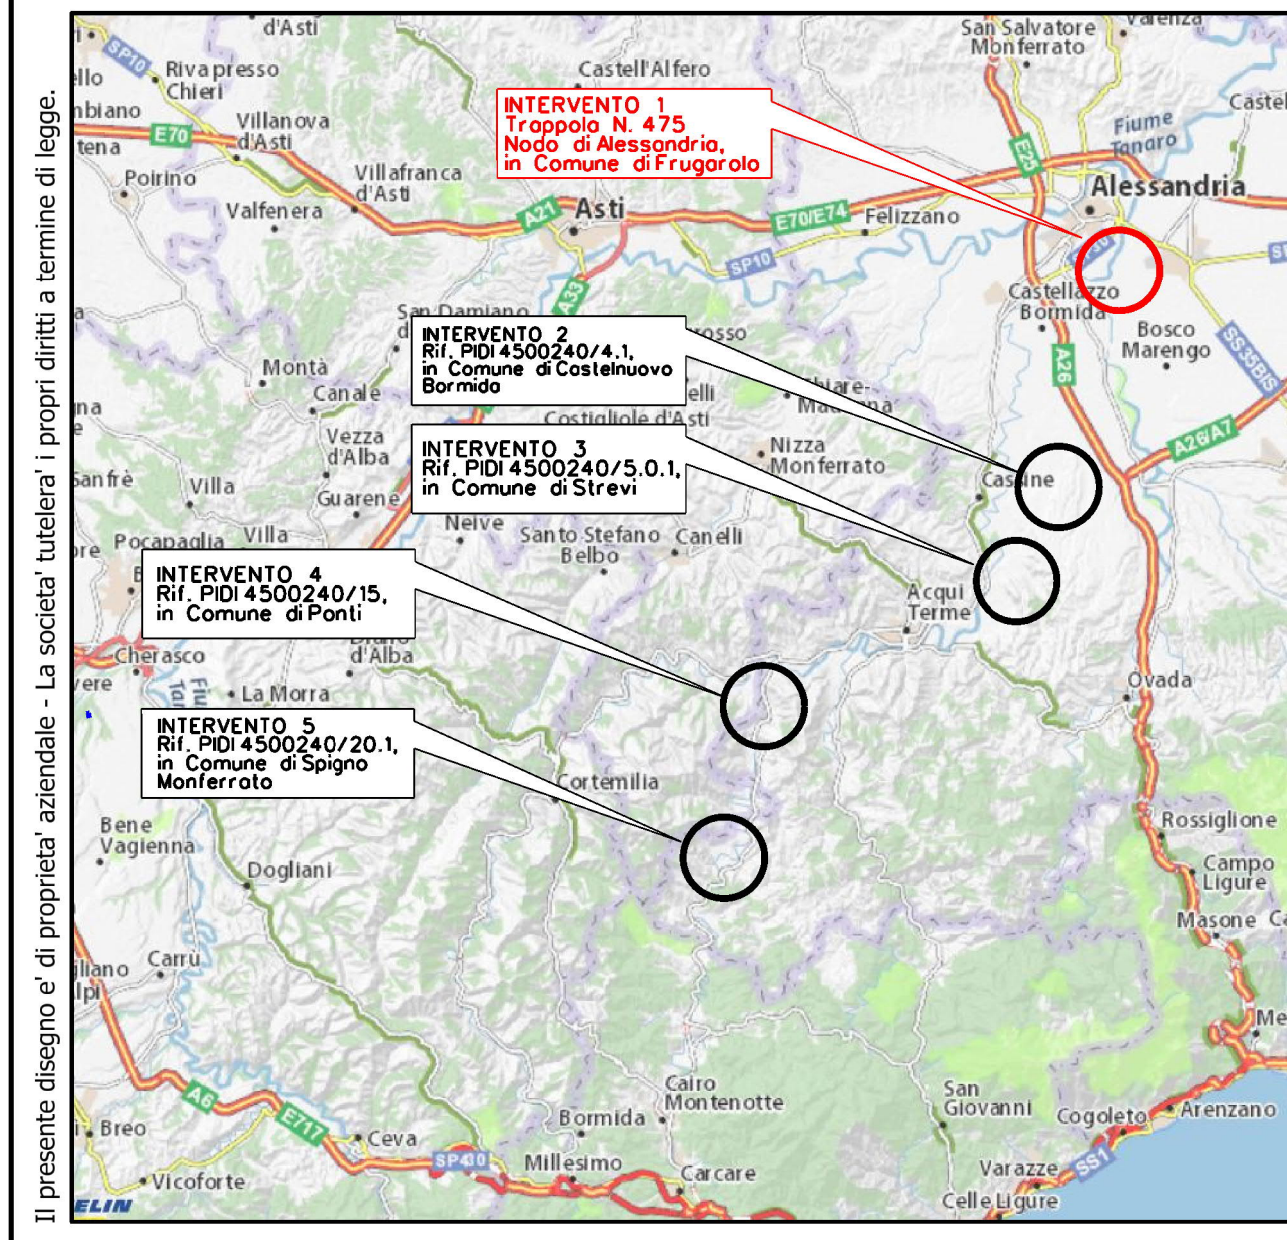 Il presente disegno e' di proprieta' aziendale - La societa' tutelera' i propri diritti a termine di legge.
d'Asti
San Salvatore
Monferrato
SP10
Riva presso
Chieri
Castell'Alfero
INTERVENTO 1
Trappola N. 475
Nodo di Alessandria,
in Comune di Frugarolo
Fiume
Tanaro
E70
Villanova
d'Asti
E25
Poirino
Villafranca
d'Asti
Alessandria
Valfenera
A21
Asti
E70/E74
Felizzano
SP10
A33
Castellazzo
Bormida
San Damiano
INTERVENTO 2
Rif. PIDI 4500240/4.1,
in Comune di Castelnuovo
Bormida
Bosco
Marengo
SS35BIS
A26
Montà
Canale
Costigliole d'Asti
A26/A7
INTERVENTO 3
Rif. PIDI 4500240/5.0.1,
in Comune di Strevi
Vezza
d'Alba
Nizza
Monferrato
Sanfrè
Villa
Guarene
Cassine
Neive
Santo Stefano
Belbo
Canelli
Pocapaglia
Villa
INTERVENTO 4
Rif. PIDI 4500240/15,
in Comune di Ponti
Acqui
Terme
d'Alba
Cherasco
La Morra
Ovada
INTERVENTO 5
Rif. PIDI 4500240/20.1,
in Comune di Spigno
Monferrato
Cortemilia
Bene
Vagienna
Rossiglione
Dogliani
Campo
Ligure
Masone
Carrù
A6
E717
Cairo
Montenotte
San
Giovanni
Breo
Ceva
Bormida
Cogoleto
Arenzano
SP430
Millesimo
Carcare
Varazze
SS1
Vicoforte
Celle Ligure